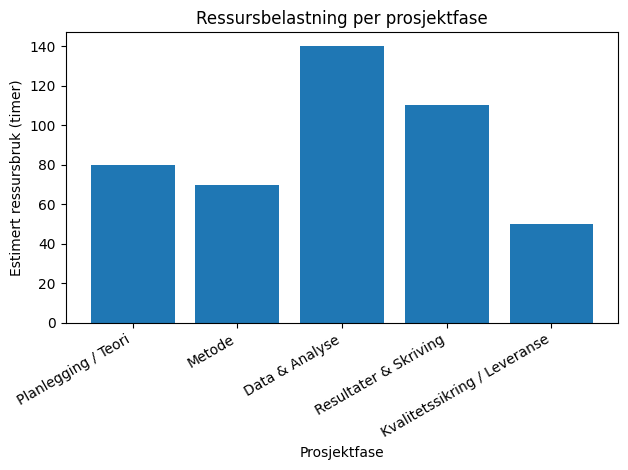 Ressursbelastning per prosjektfase
Estimert ressursbruk (timer)
140
120
100
80
60
40
20
0
Planlegging / Teori
Metode
Data & Analyse
Resultater & Skriving
Kvalitetssikring / Leveranse
Prosjektfase